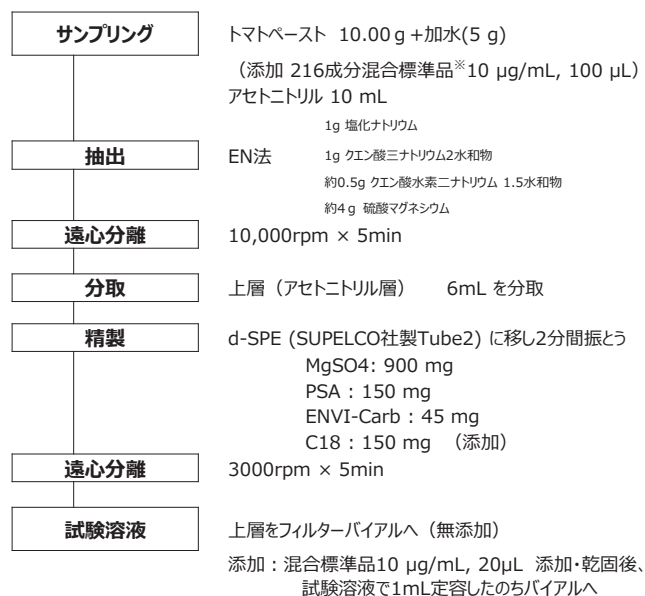 サンプリング
トマトペースト 10.00ｇ+加水(5 g)
（添加 216成分混合標準品※10 μg/mL, 100 μL）
アセトニトリル 10 mL
1g 塩化ナトリウム
抽出 EN法 1g クエン酸三ナトリウム2水和物
約0.5g クエン酸水素二ナトリウム 1.5水和物
約4ｇ 硫酸マグネシウム
遠心分離 10,000rpm × 5min
分取 上層（アセトニトリル層） 6mL を分取
精製 d-SPE (SUPELCO社製Tube2) に移し2分間振とう
MgSO4: 900 mg
PSA : 150 mg
ENVI-Carb : 45 mg
C18 : 150 mg （添加）
遠心分離 3000rpm × 5min
試験溶液 上層をフィルターバイアルへ（無添加）
添加：混合標準品10 μg/mL, 20μL 添加・乾固後、
試験溶液で1mL定容したのちバイアルへ